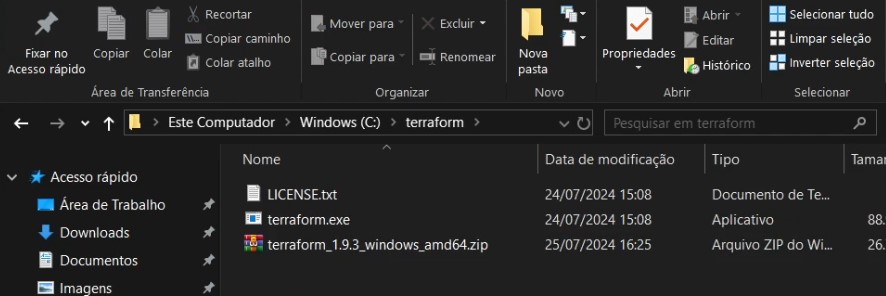 Fixar no
Acesso rápido
Copiar
Colar
Recortar
Copiar caminho
Colar atalho
Área de Transferência
Mover para
Copiar para
Excluir
Renomear
Organizar
Nova
pasta
Novo
Propriedades
Abrir
Editar
Histórico
Abrir
Selecionar tudo
Limpar seleção
Inverter seleção
Selecionar
Este Computador > Windows (C:) > terraform >
Pesquisar em terraform
Nome Data de modificação Tipo Taman
Acesso rápido
Área de Trabalho
Downloads
Documentos
Imagens
LICENSE.txt 24/07/2024 15:08 Documento de Te...
terraform.exe 24/07/2024 15:08 Aplicativo 88.
terraform_1.9.3_windows_amd64.zip 25/07/2024 16:25 Arquivo ZIP do Wi... 26.